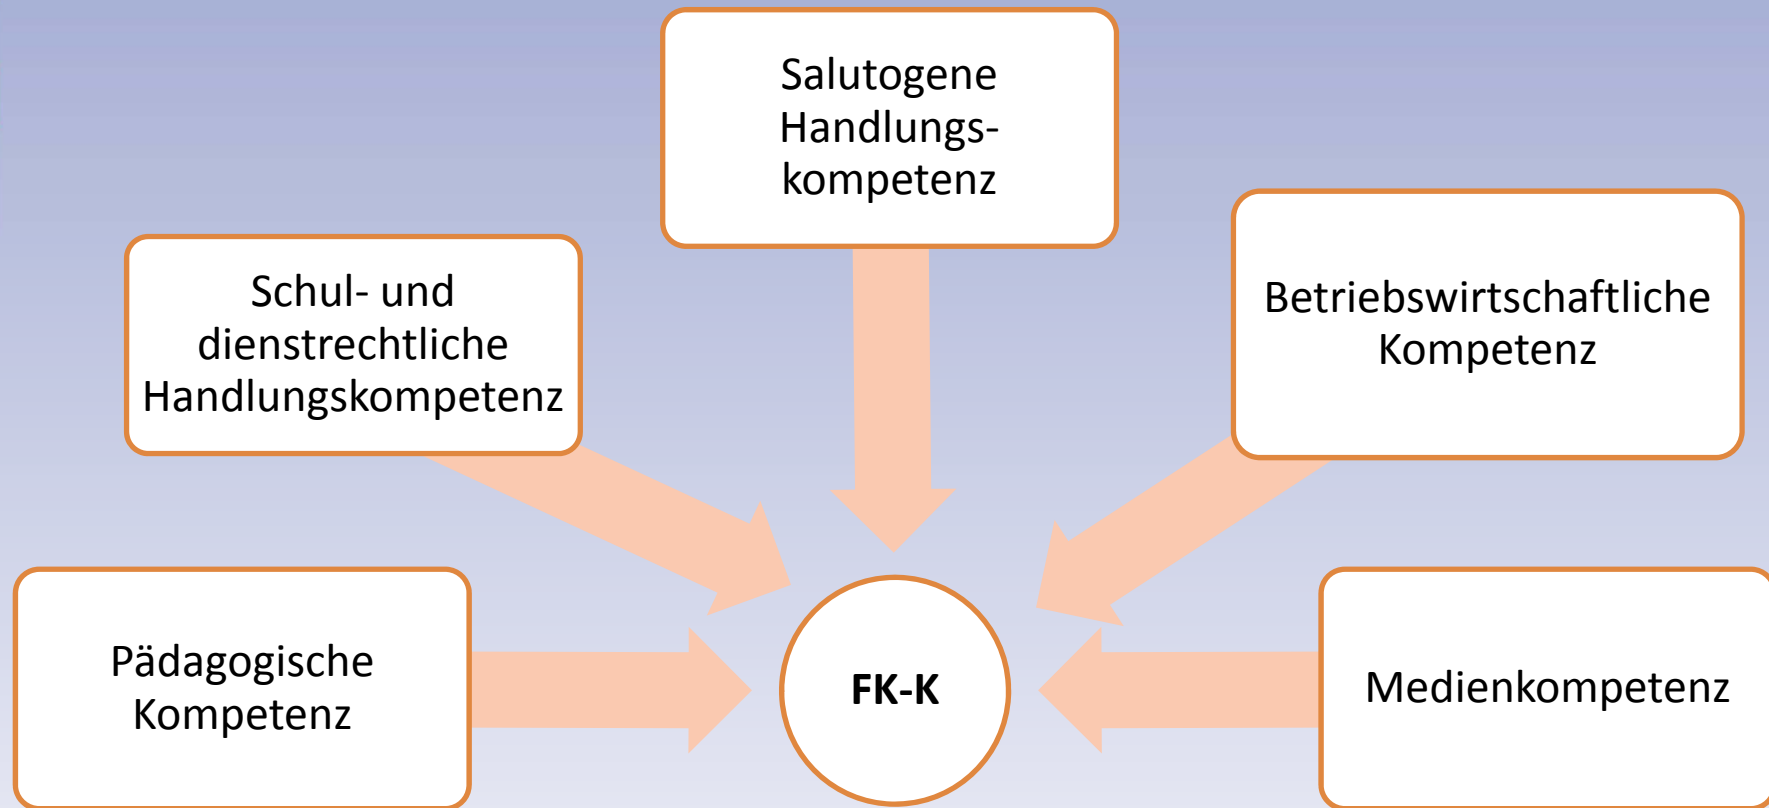 Salutogene
Handlungs-
kompetenz
Schul- und
dienstrechtliche
Handlungskompetenz
Betriebswirtschaftliche
Kompetenz
Pädagogische
Kompetenz
FK-K
Medienkompetenz